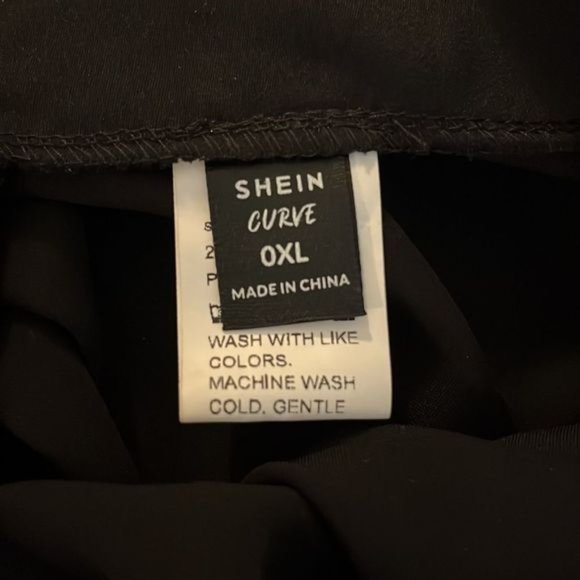 SHEIN
CURVE
0XL
MADE IN CHINA
WASH WITH LIKE
COLORS.
MACHINE WASH
COLD. GENTLE